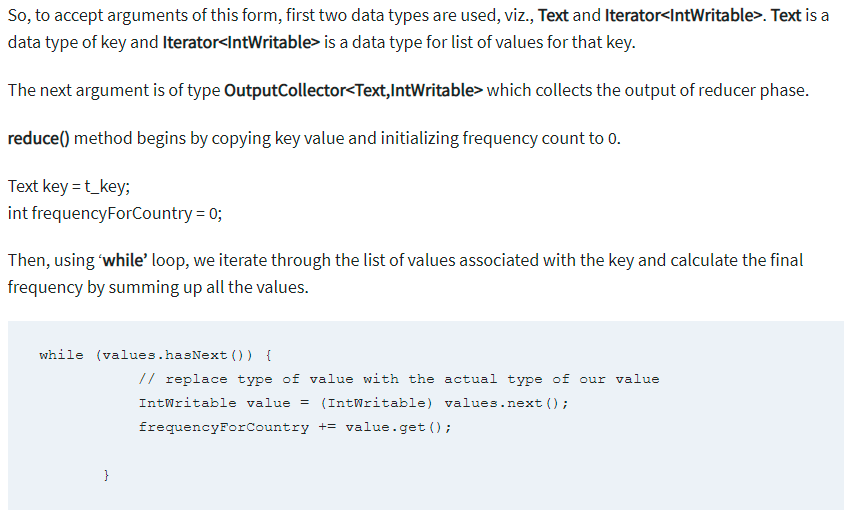 So, to accept arguments of this form, first two data types are used, viz., Text and Iterator<IntWritable>. Text is a
data type of key and Iterator<IntWritable> is a data type for list of values for that key.
The next argument is of type OutputCollector<Text,IntWritable> which collects the output of reducer phase.
reduce() method begins by copying key value and initializing frequency count to 0.
Text key = t_key;
int frequencyForCountry = 0;
Then, using ‘while’ loop, we iterate through the list of values associated with the key and calculate the final
frequency by summing up all the values.
while (values.hasNext()) {
// replace type of value with the actual type of our value
IntWritable value = (IntWritable) values.next();
frequencyForCountry += value.get();
}